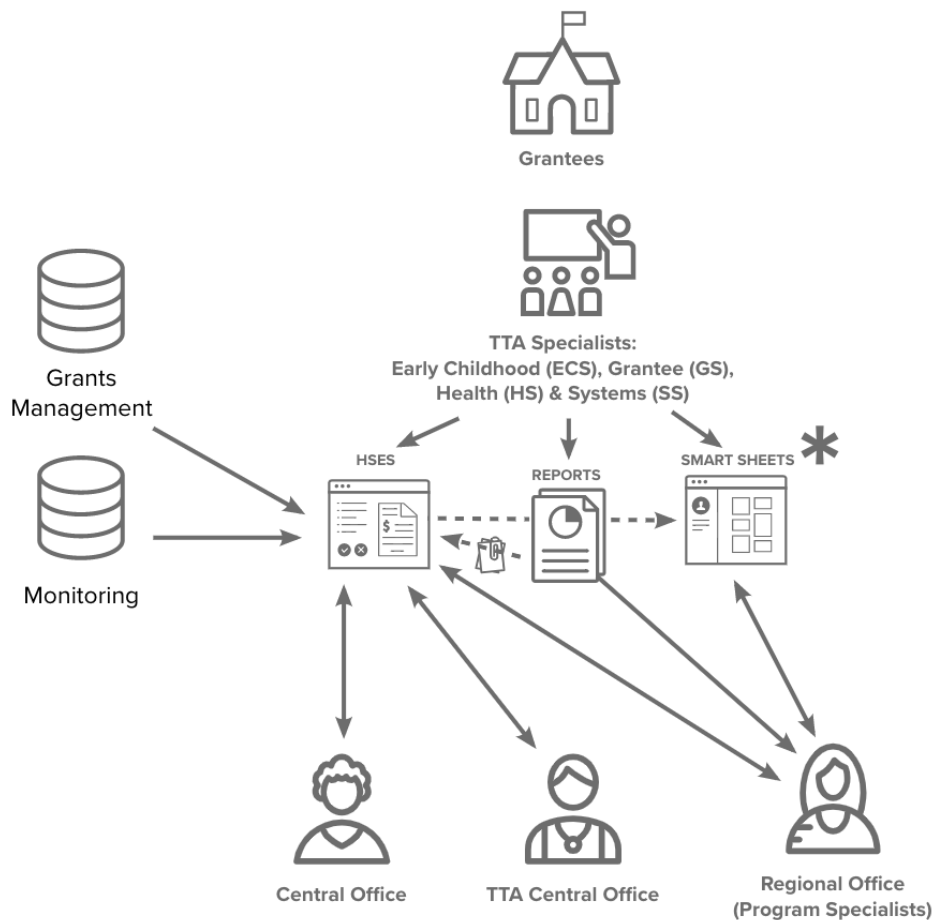 Grantees
TTA Specialists:
Early Childhood (ECS), Grantee (GS),
Health (HS) & Systems (SS)
Grants
Management
HSES
REPORTS
SMART SHEETS *
$
Monitoring
Central Office
TTA Central Office
Regional Office
(Program Specialists)